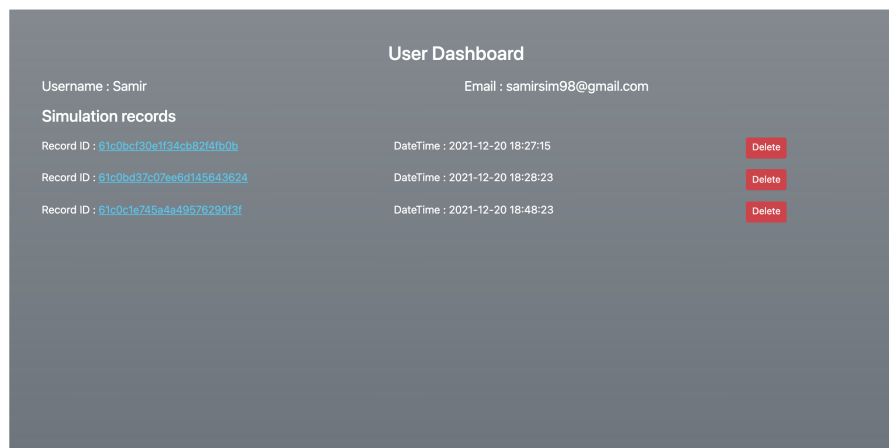 User Dashboard
Username : Samir Email : samirsim98@gmail.com
Simulation records
Record ID : 61c0bcf30e1f34cb82f4fb0b DateTime : 2021-12-20 18:27:15 Delete
Record ID : 61c0bd37c07ee6d145643624 DateTime : 2021-12-20 18:28:23 Delete
Record ID : 61c0c1e745a4a49576290f3f DateTime : 2021-12-20 18:48:23 Delete